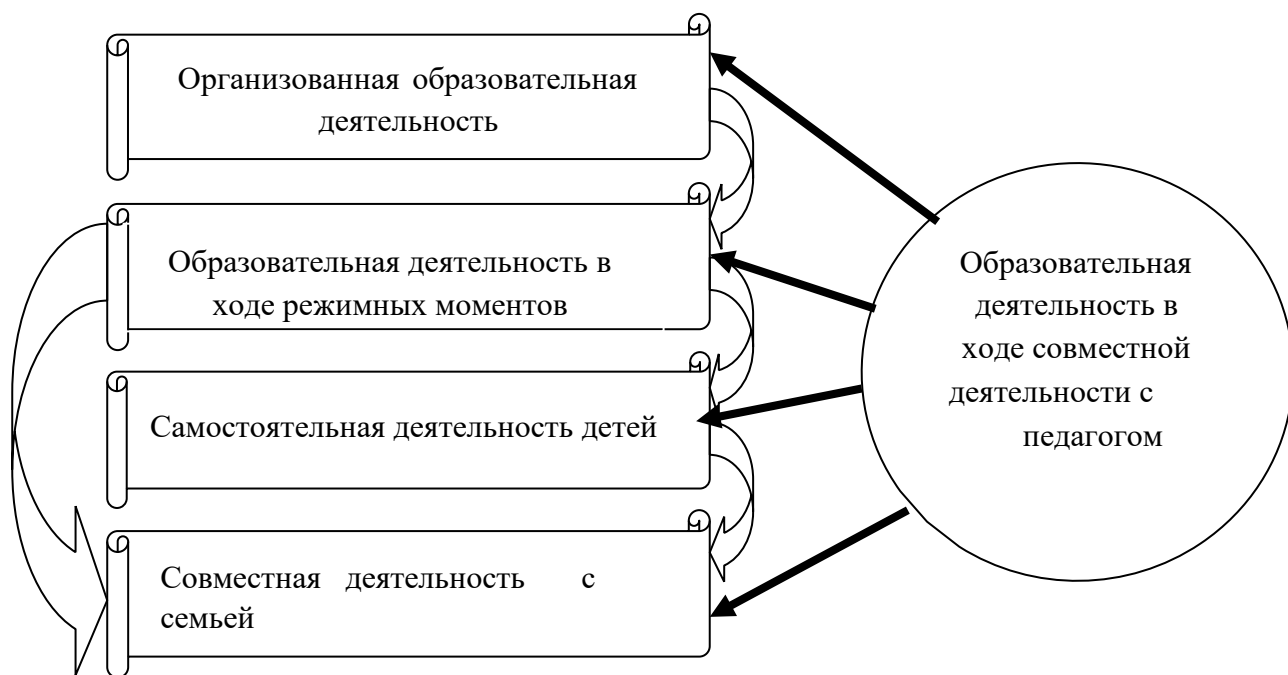 Организованная образовательная
деятельность
Образовательная деятельность в
ходе режимных моментов
Самостоятельная деятельность детей
Совместная деятельность с
семьей
Образовательная
деятельность в
ходе совместной
деятельности с
педагогом